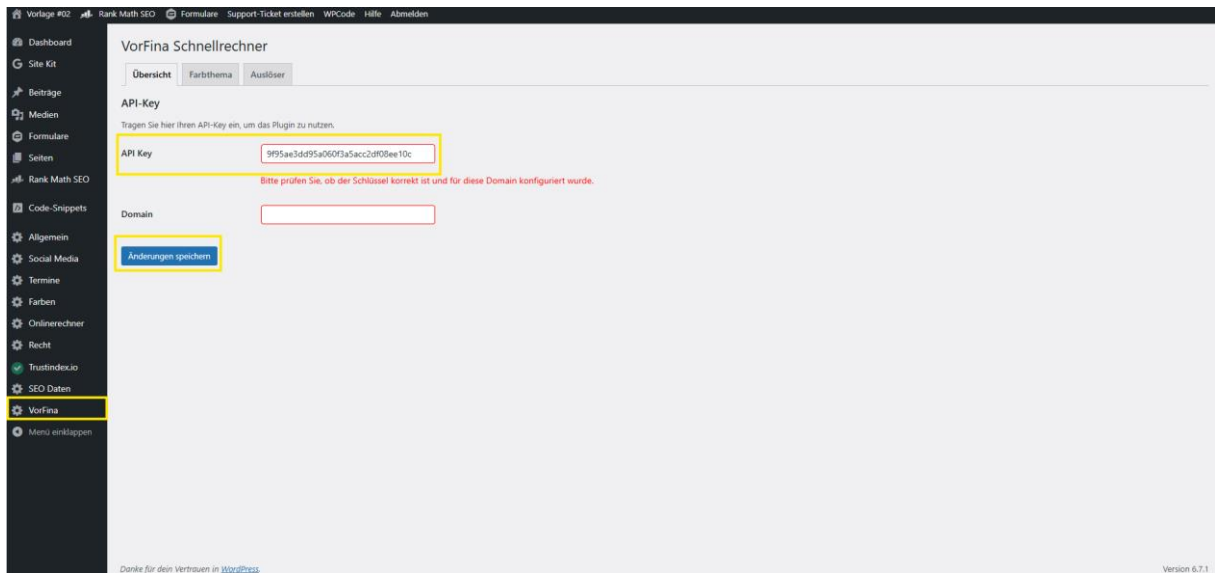 Vorlage #02 Rank Math SEO Formulare Support-Ticket erstellen WPCode Hilfe Abmelden
Dashboard
Site Kit
Beiträge
Medien
Formulare
Seiten
Rank Math SEO
Code-Snippets
Allgemein
Social Media
Termine
Farben
Onlinerechner
Recht
Trustindex.io
SEO Daten
VorFina
Menü einklappen
VorFina Schnellrechner
Übersicht Farbthema Auslöser
API-Key
Tragen Sie hier Ihren API-Key ein, um das Plugin zu nutzen.
API Key 9f95ae3dd95a060f3a5acc2df08ee10c
Bitte prüfen Sie, ob der Schlüssel korrekt ist und für diese Domain konfiguriert wurde.
Domain
Änderungen speichern
Danke für dein Vertrauen in WordPress. Version 6.7.1